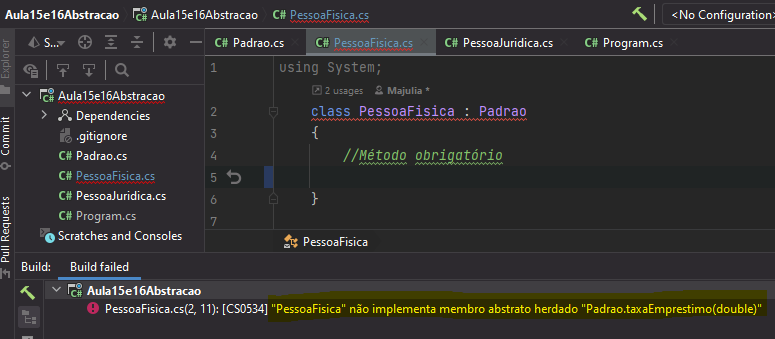 Aula15e16Abstracao > Aula15e16Abstracao > C# PessoaFisica.cs
<No Configuration>
S...
C# Padrao.cs
C# PessoaFisica.cs
C# PessoaJuridica.cs
C# Program.cs
Explorer
Commit
Pull Requests
Aula15e16Abstracao
Dependencies
.gitignore
C# Padrao.cs
C# PessoaFisica.cs
C# PessoaJuridica.cs
C# Program.cs
Scratches and Consoles
1 using System;
2 usages Majulia *
2 class PessoaFisica : Padrao
3 {
4 //Método obrigatório
5
6 }
7
PessoaFisica
Build: Build failed
Aula15e16Abstracao
PessoaFisica.cs(2, 11): [CS0534] "PessoaFisica" não implementa membro abstrato herdado "Padrao.taxaEmprestimo(double)"